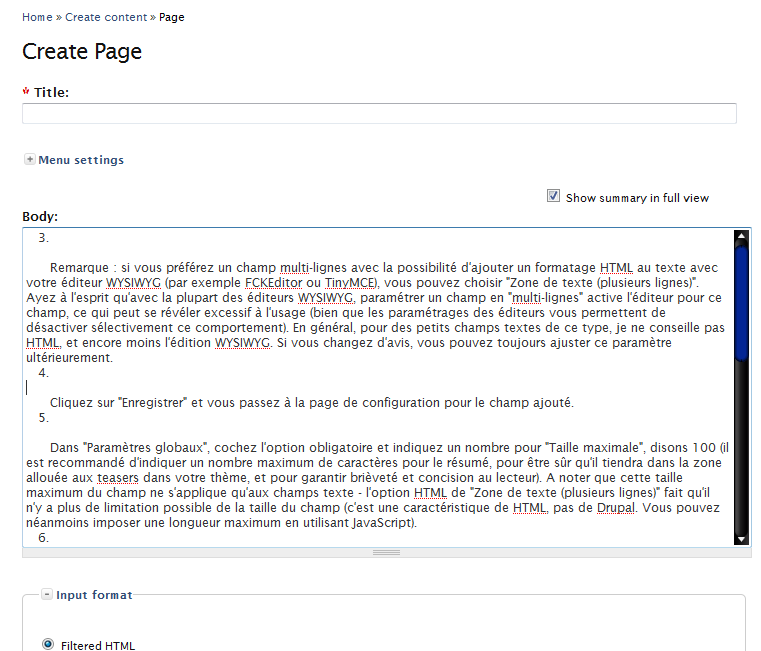 Home » Create content » Page
Create Page
* Title:
Menu settings
Show summary in full view
Body:
3.
Remarque : si vous préférez un champ multi-lignes avec la possibilité d'ajouter un formatage HTML au texte avec
votre éditeur WYSIWYG (par exemple FCKEditor ou TinyMCE), vous pouvez choisir "Zone de texte (plusieurs lignes)".
Ayez à l'esprit qu'avec la plupart des éditeurs WYSIWYG, paramétrer un champ en "multi-lignes" active l'éditeur pour ce
champ, ce qui peut se révéler excessif à l'usage (bien que les paramétrages des éditeurs vous permettent de
désactiver sélectivement ce comportement). En général, pour des petits champs textes de ce type, je ne conseille pas
HTML, et encore moins l'édition WYSIWYG. Si vous changez d'avis, vous pouvez toujours ajuster ce paramètre
ultérieurement.
4.
Cliquez sur "Enregistrer" et vous passez à la page de configuration pour le champ ajouté.
5.
Dans "Paramètres globaux", cochez l'option obligatoire et indiquez un nombre pour "Taille maximale", disons 100 (il
est recommandé d'indiquer un nombre maximum de caractères pour le résumé, pour être sûr qu'il tiendra dans la zone
allouée aux teasers dans votre thème, et pour garantir brièveté et concision au lecteur). A noter que cette taille
maximum du champ ne s'applique qu'aux champs texte - l'option HTML de "Zone de texte (plusieurs lignes)" fait qu'il
n'y a plus de limitation possible de la taille du champ (c'est une caractéristique de HTML, pas de Drupal. Vous pouvez
néanmoins imposer une longueur maximum en utilisant JavaScript).
6.
Input format
Filtered HTML